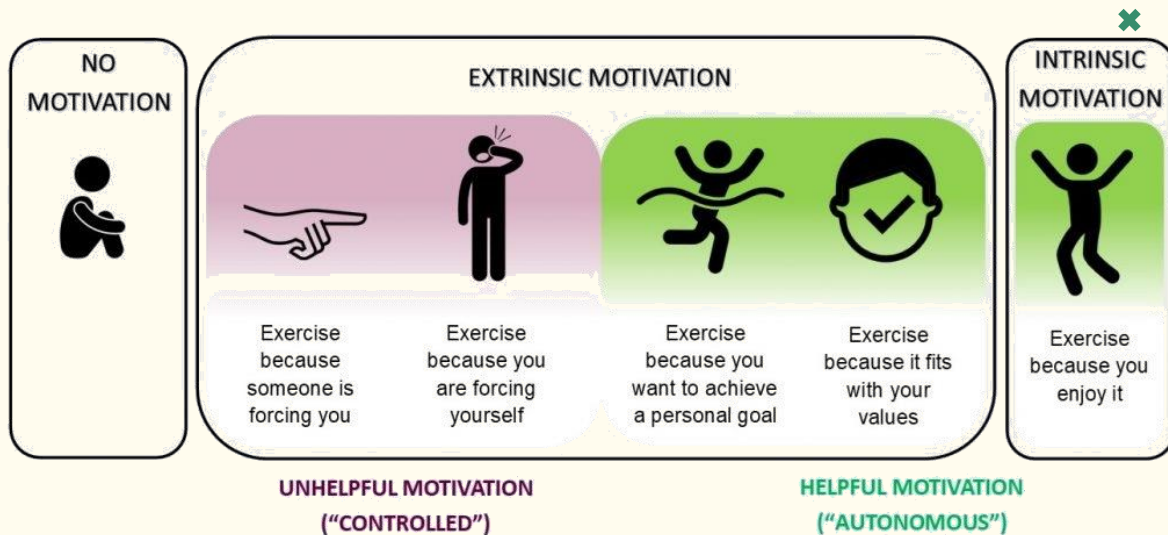 NO
MOTIVATION
EXTRINSIC MOTIVATION
INTRINSIC
MOTIVATION
Exercise
because
someone is
forcing you
Exercise
because you
are forcing
yourself
Exercise
because you
want to achieve
a personal goal
Exercise
because it fits
with your
values
Exercise
because you
enjoy it
UNHELPFUL MOTIVATION
("CONTROLLED")
HELPFUL MOTIVATION
("AUTONOMOUS")